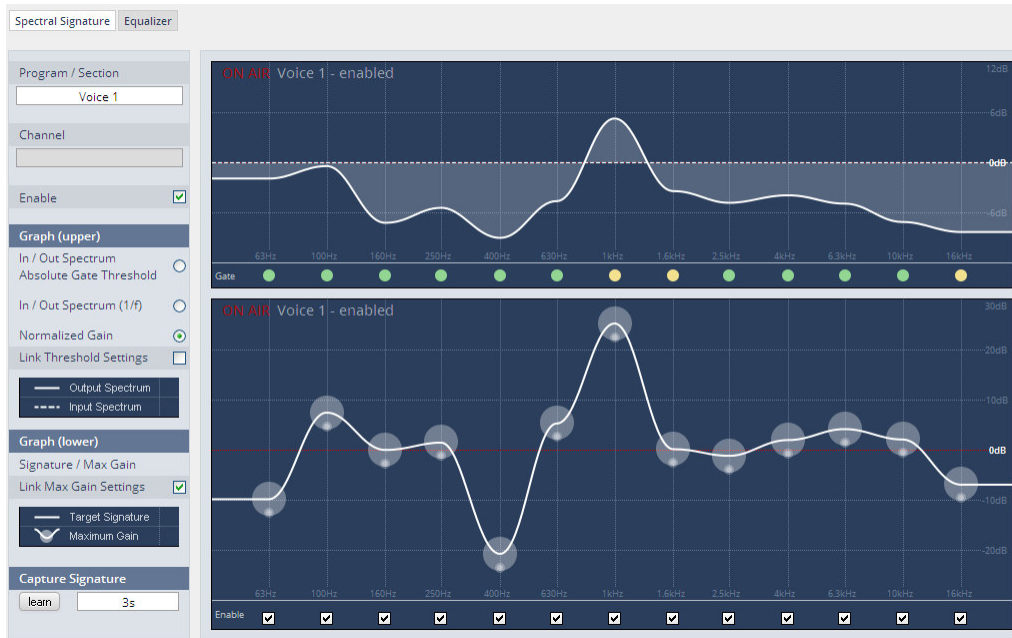 Spectral Signature Equalizer
Program / Section
Voice 1
Channel
Enable
Graph (upper)
In / Out Spectrum
Absolute Gate Threshold
In / Out Spectrum (1/f)
Normalized Gain
Link Threshold Settings
Output Spectrum
Input Spectrum
Graph (lower)
Signature / Max Gain
Link Max Gain Settings
Target Signature
Maximum Gain
Capture Signature
learn 3s
ON AIR Voice 1 - enabled
12dB
6dB
0dB
-6dB
63Hz 100Hz 160Hz 250Hz 400Hz 630Hz 1kHz 1.6kHz 2.5kHz 4kHz 6.3kHz 10kHz 16kHz
Gate
ON AIR Voice 1 - enabled
30dB
20dB
10dB
0dB
-10dB
-20dB
63Hz 100Hz 160Hz 250Hz 400Hz 630Hz 1kHz 1.6kHz 2.5kHz 4kHz 6.3kHz 10kHz 16kHz
Enable